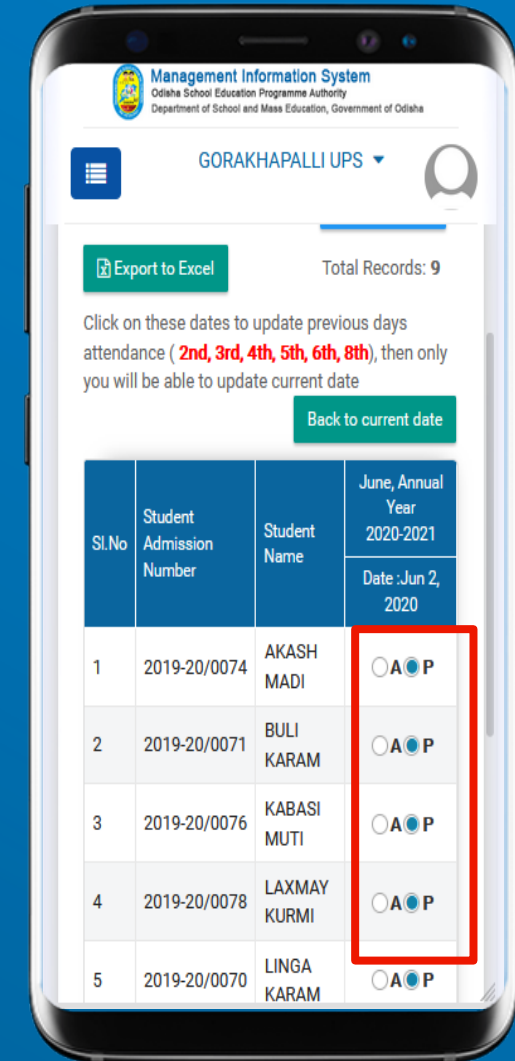 Management Information System
Odisha School Education Programme Authority
Department of School and Mass Education, Government of Odisha
GORAKHAPALLI UPS
Export to Excel
Total Records: 9
Click on these dates to update previous days
attendance ( 2nd, 3rd, 4th, 5th, 6th,
8th), then only
you will be able to update current date
Back to current date
Sl.No
Student Admission Number
Student Name
June, Annual Year 2020-2021
Date :Jun 2, 2020
1 2019-20/0074 AKASH MADI A P
2 2019-20/0071 BULI KARAM A P
3 2019-20/0076 KABASI MUTI A P
4 2019-20/0078 LAXMAY KURMI A P
5 2019-20/0070 LINGA KARAM A P